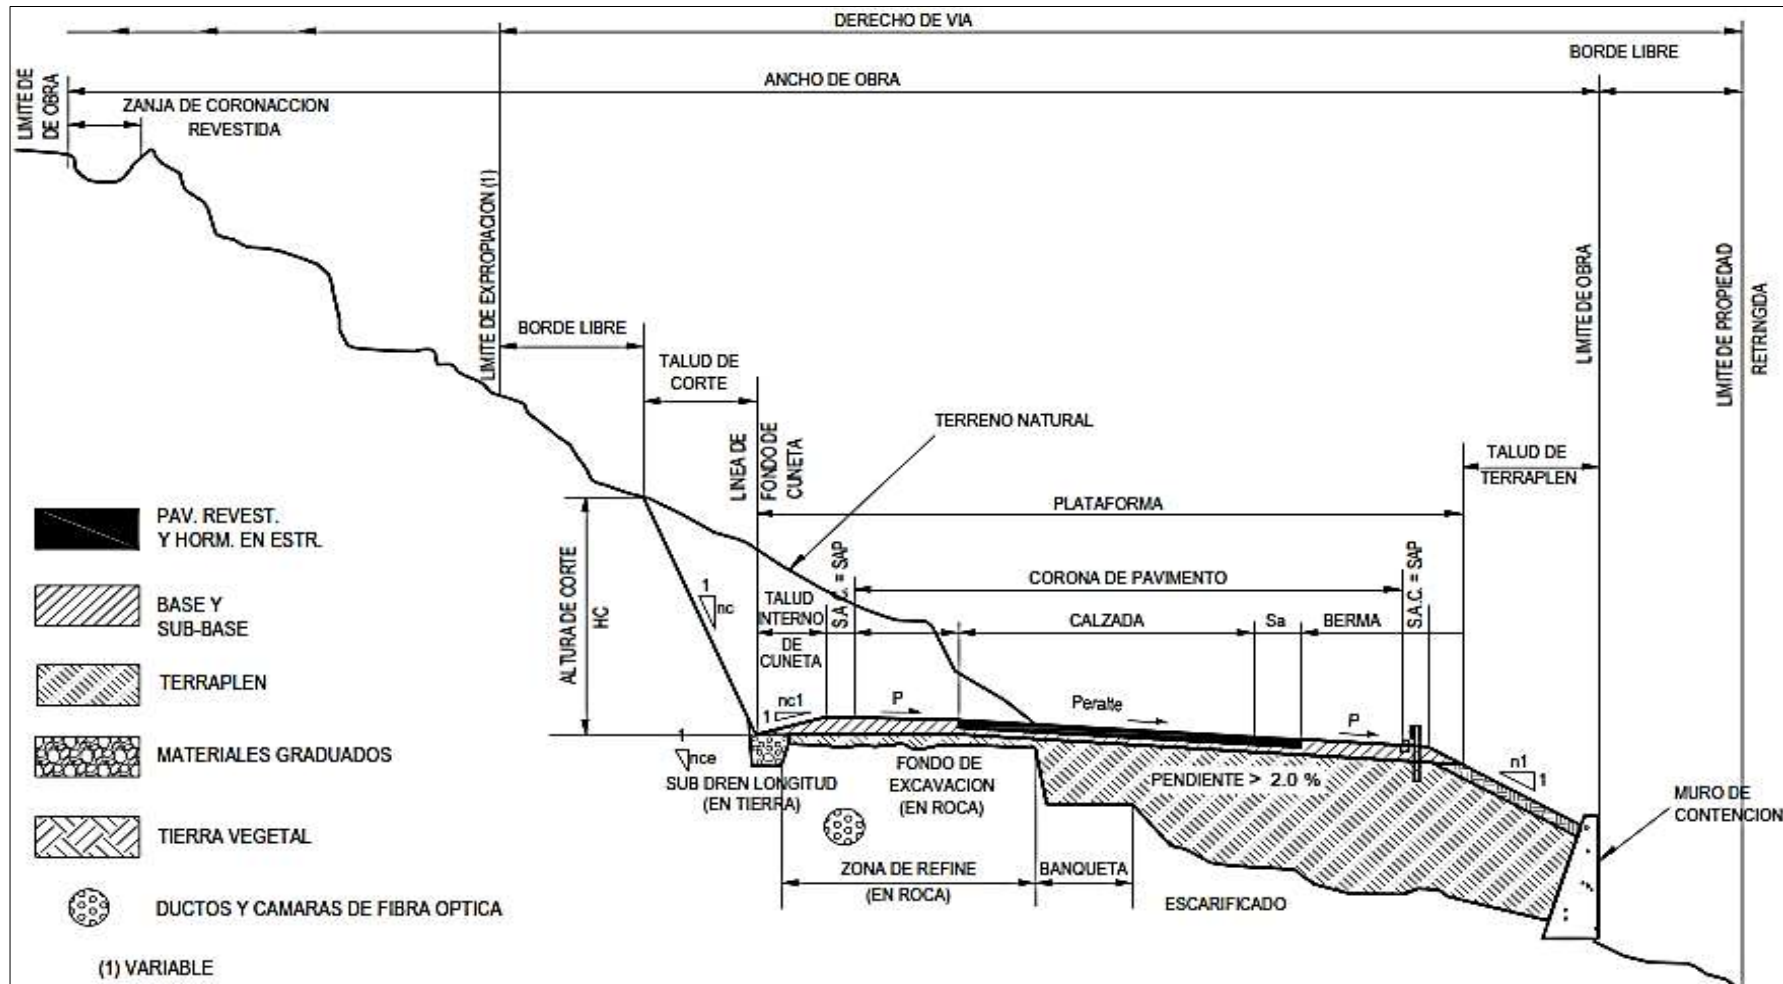 DERECHO DE VIA
BORDE LIBRE
ANCHO DE OBRA
LIMITE DE
DE OBRA
ZANJA DE CORONACCION
REVESTIDA
LIMITE DE EXPROPIACION (1)
BORDE LIBRE
TALUD DE
CORTE
LIMITE DE OBRA
LIMITE DE PROPIEDAD
RETRINGIDA
TERRENO NATURAL
LINEA DE
FONDO DE
CUNETA
TALUD DE
TERRAPLEN
PLATAFORMA
PAV. REVEST.
Y HORM. EN ESTR.
ALTURA DE CORTE
HC
1
nc
TALUD
INTERNO
DE
CUNETA
S.A.C. = SAP
CORONA DE PAVIMENTO
S.A.C. = SAP
CALZADA
Sa
BERMA
BASE Y
SUB-BASE
TERRAPLEN
nc1
1
P
Peralte
P
1
nce
MATERIALES GRADUADOS
SUB DREN LONGITUD
(EN TIERRA)
FONDO DE
EXCAVACION
(EN ROCA)
PENDIENTE > 2.0 %
n1
1
MURO DE
CONTENCION
TIERRA VEGETAL
ZONA DE REFINE
(EN ROCA)
BANQUETA
ESCARIFICADO
DUCTOS Y CAMARAS DE FIBRA OPTICA
(1) VARIABLE